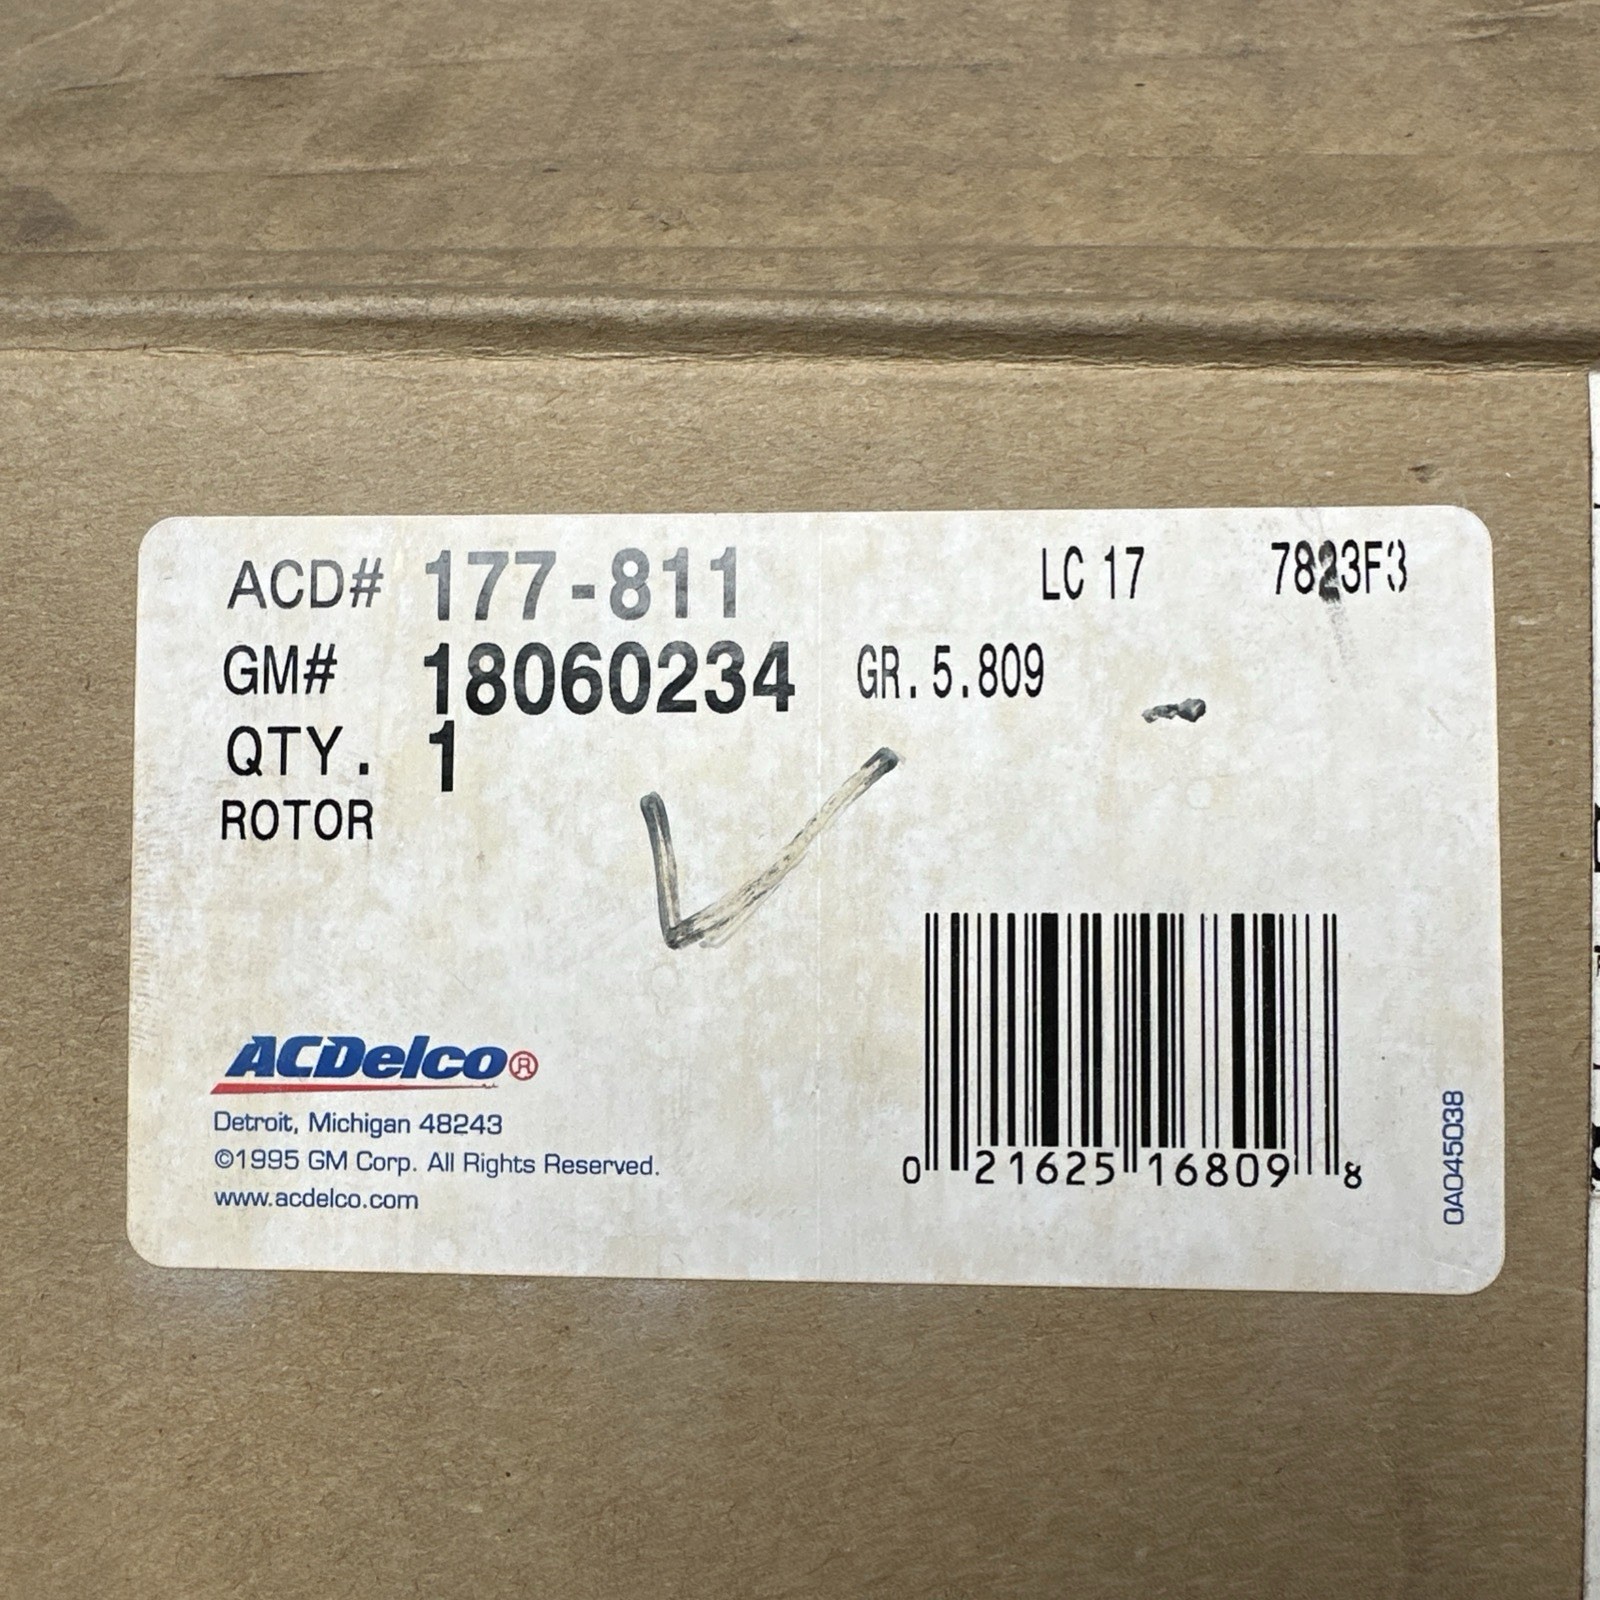 ACD# 177-811 LC 17 7823F3
GM# 18060234 GR. 5.809
QTY. 1
ROTOR
ACDelco®
Detroit, Michigan 48243
©1995 GM Corp. All Rights Reserved.
www.acdelco.com
0 21625 16809 8
0A045038